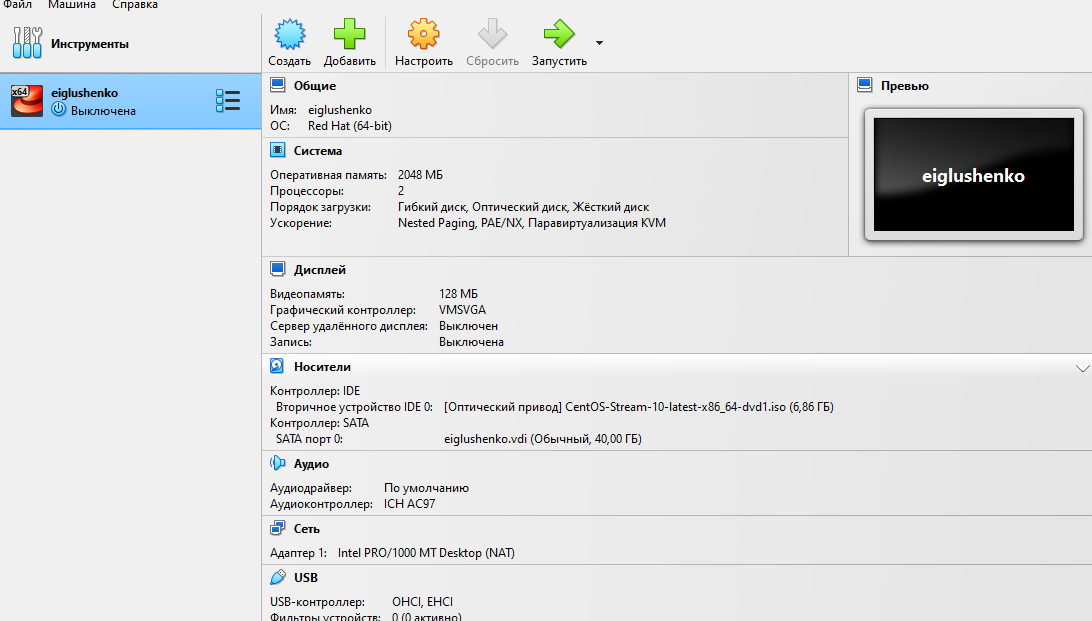 Файл Машина Справка
Инструменты
Создать Добавить Настроить Сбросить Запустить
x64
eiglushenko
Выключена
Общие
Имя: eiglushenko
ОС: Red Hat (64-bit)
Превью
eiglushenko
Система
Оперативная память: 2048 МБ
Процессоры: 2
Порядок загрузки: Гибкий диск, Оптический диск, Жёсткий диск
Ускорение: Nested Paging, PAE/NX, Паравиртуализация KVM
Дисплей
Видеопамять: 128 МБ
Графический контроллер: VMSVGA
Сервер удалённого дисплея: Выключен
Запись: Выключена
Носители
Контроллер: IDE
Вторичное устройство IDE 0: [Оптический привод] CentOS-Stream-10-latest-x86_64-dvd1.iso (6,86 ГБ)
Контроллер: SATA
SATA порт 0: eiglushenko.vdi (Обычный, 40,00 ГБ)
Аудио
Аудиодрайвер: По умолчанию
Аудиоконтроллер: ICH AC97
Сеть
Адаптер 1: Intel PRO/1000 MT Desktop (NAT)
USB
USB-контроллер: OHCI, EHCI
Фильтры устройств: 0 (0 активно)